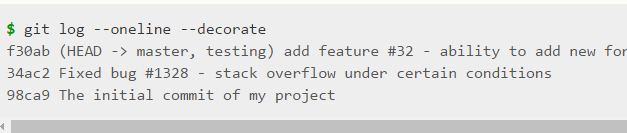 $ git log --oneline --decorate
f30ab (HEAD -> master, testing) add feature #32 - ability to add new
34ac2 Fixed bug #1328 - stack overflow under certain conditions
98ca9 The initial commit of my project